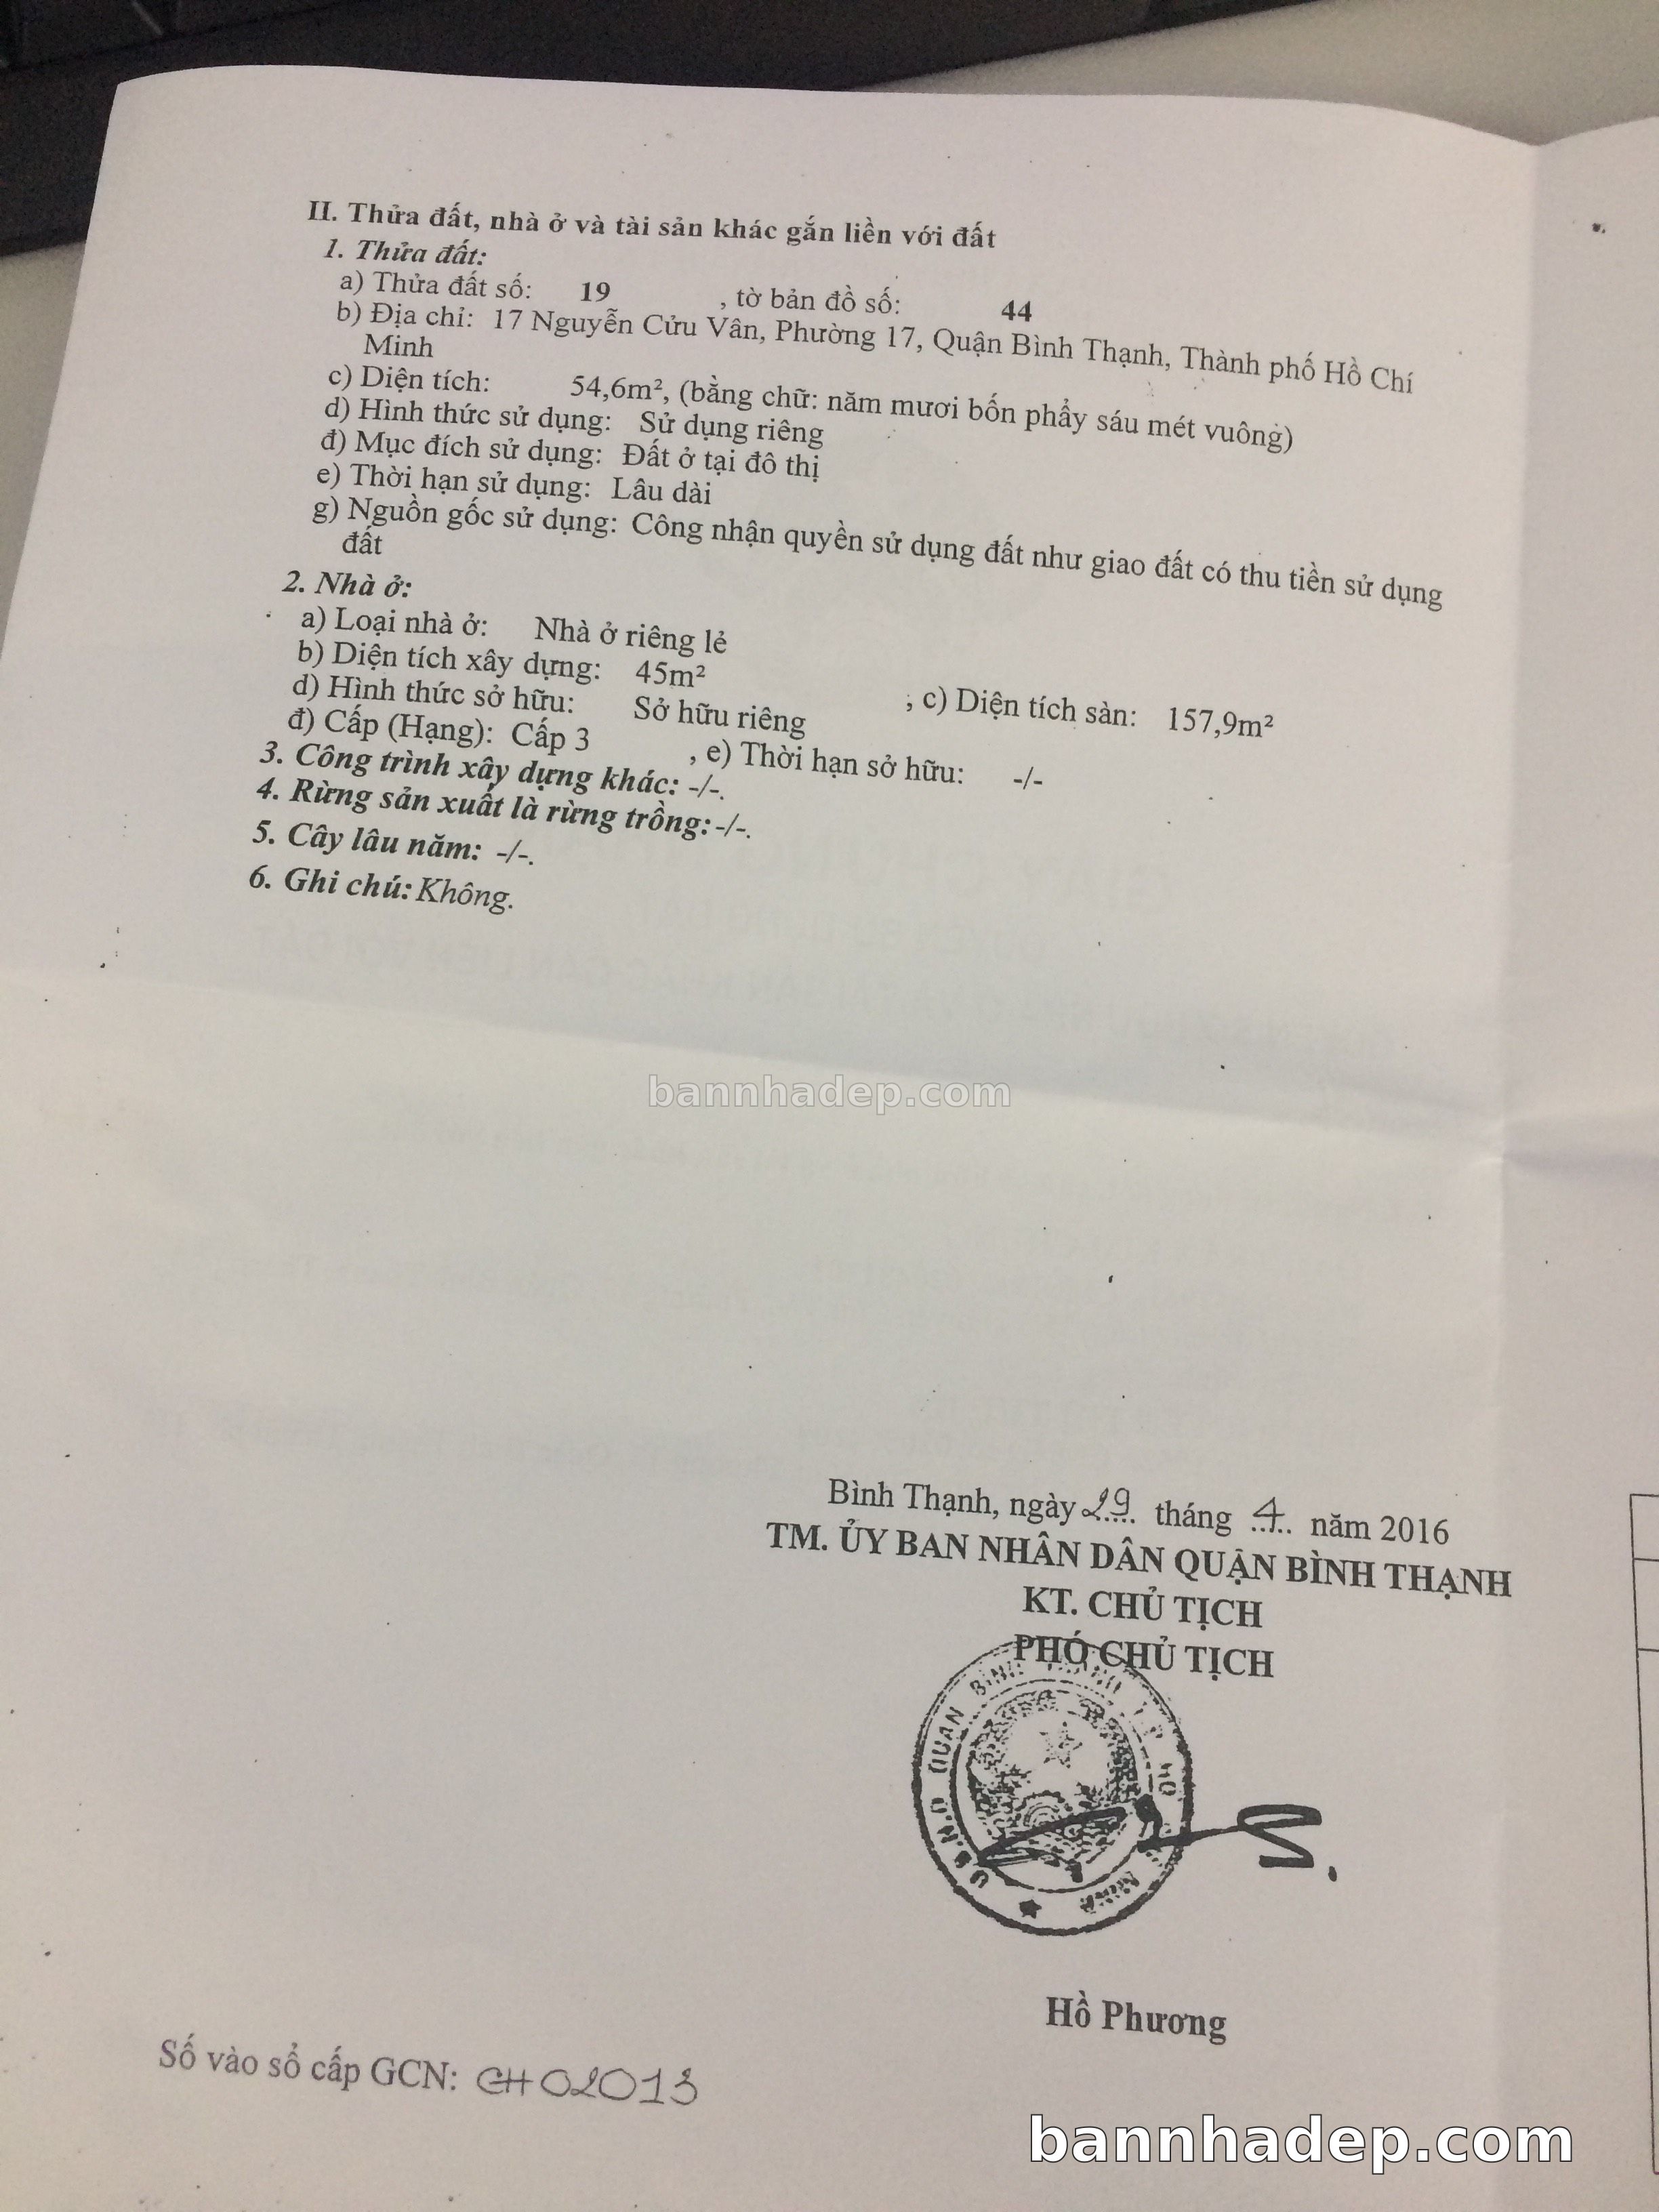 II. Thửa đất, nhà ở và tài sản khác gắn liền với đất
1. Thửa đất:
a) Thửa đất số: 19 , tờ bản đồ số: 44
b) Địa chỉ: 17 Nguyễn Cửu Vân, Phường 17, Quận Bình Thạnh, Thành phố Hồ Chí
Minh
c) Diện tích: 54,6m², (bằng chữ: năm mươi bốn phẩy sáu mét vuông)
d) Hình thức sử dụng: Sử dụng riêng
đ) Mục đích sử dụng: Đất ở tại đô thị
e) Thời hạn sử dụng: Lâu dài
g) Nguồn gốc sử dụng: Công nhận quyền sử dụng đất như giao đất có thu tiền sử dụng
đất
2. Nhà ở:
a) Loại nhà ở: Nhà ở riêng lẻ
b) Diện tích xây dựng: 45m² , c) Diện tích sàn: 157,9m²
d) Hình thức sở hữu: Sở hữu riêng
đ) Cấp (Hạng): Cấp 3 , e) Thời hạn sở hữu: -/-
3. Công trình xây dựng khác: -/-.
4. Rừng sản xuất là rừng trồng: -/-.
5. Cây lâu năm: -/-.
6. Ghi chú: Không.
bannhadep.com
Bình Thạnh, ngày 29 tháng 4 năm 2016
TM. ỦY BAN NHÂN DÂN QUẬN BÌNH THẠNH
KT. CHỦ TỊCH
PHÓ CHỦ TỊCH
U.B.N.D QUẬN BÌNH THẠNH T.P HỒ CHÍ MINH
Hồ Phương
Số vào sổ cấp GCN: CH02013
bannhadep.com